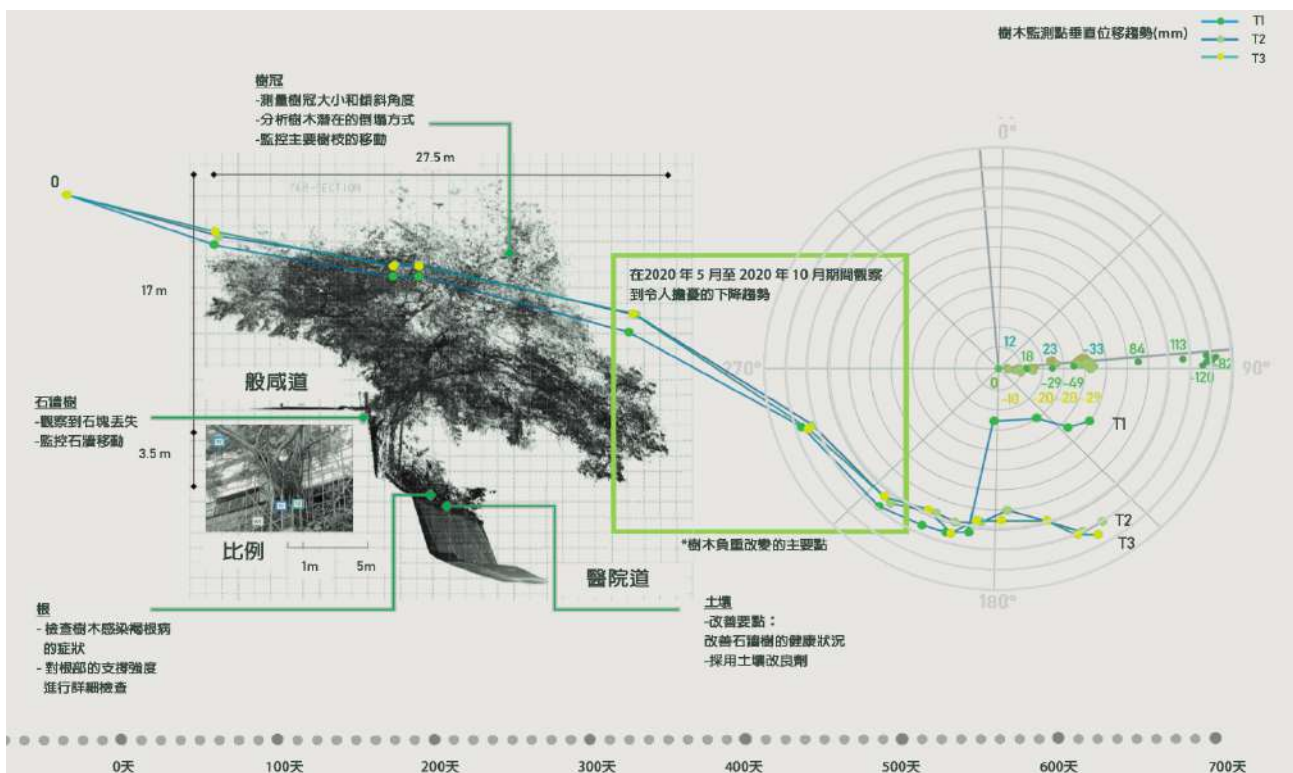 樹木監測點垂直位移趨勢(mm)
T1
T2
T3
樹冠
-測量樹冠大小和傾斜角度
-分析樹木潛在的倒塌方式
-監控主要樹枝的移動
27.5 m
0
17 m
在2020 年 5 月至 2020 年 10 月期間觀察
到令人擔憂的下降趨勢
0°
270°
90°
180°
12
18
23
-33
84
113
-120
-82
0
-29
-49
-10
20
28
29
T1
T2
T3
般咸道
石牆樹
-觀察到石塊丟失
-監控石牆移動
3.5 m
比例
1m
5m
醫院道
*樹木負重改變的主要點
根
- 檢查樹木感染褐根病
的症狀
- 對根部的支撐強度
進行詳細檢查
土壤
-改善要點：
改善石牆樹的健康狀況
-採用土壤改良劑
0天
100天
200天
300天
400天
500天
600天
700天